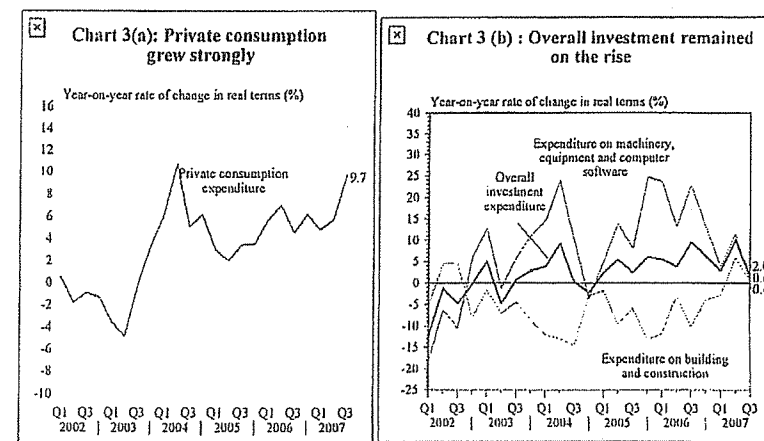 Chart 3(a): Private consumption
grew strongly
Year-on-year rate of change in real terms (%)
16
14
12
10
8
6
4
2
0
-2
-4
-6
-8
-10
Private consumption
expenditure
9.7
Q1 Q3 Q1 Q3 Q1 Q3 Q1 Q3 Q1 Q3 Q1 Q3
2002 | 2003 | 2004 | 2005 | 2006 | 2007
Chart 3 (b) : Overall investment remained
on the rise
Year-on-year rate of change in real terms (%)
40
35
30
25
20
15
10
5
0
-5
-10
-15
-20
-25
Expenditure on machinery,
equipment and computer
software
Overall
investment
expenditure
Expenditure on building
and construction
Q1 Q3 Q1 Q3 Q1 Q3 Q1 Q3 Q1 Q3 Q1 Q3
2002 | 2003 | 2004 | 2005 | 2006 | 2007